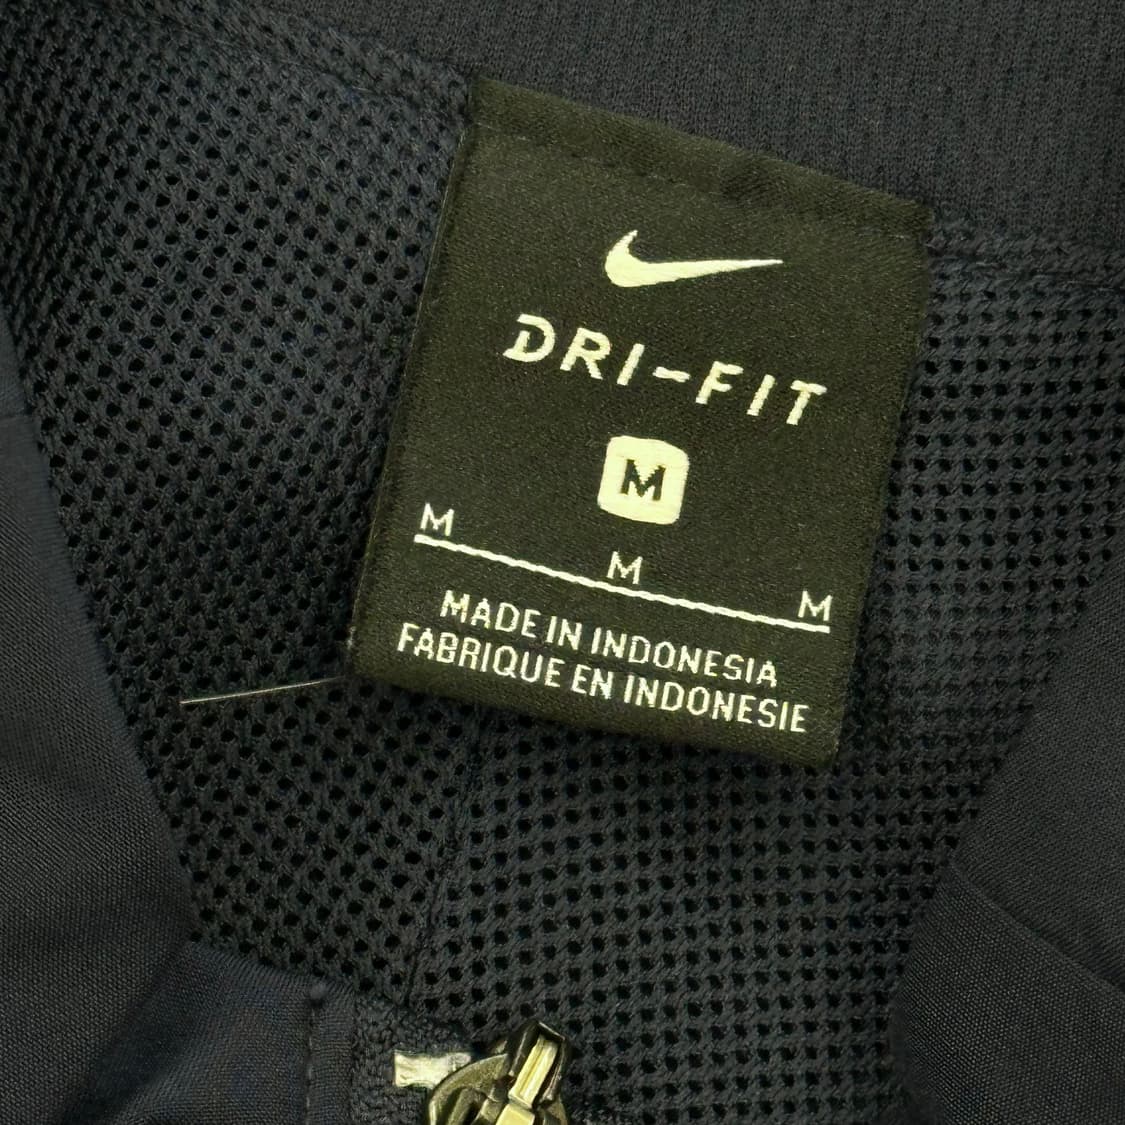 DRI-FIT
M
M M M
MADE IN INDONESIA
FABRIQUE EN INDONESIE